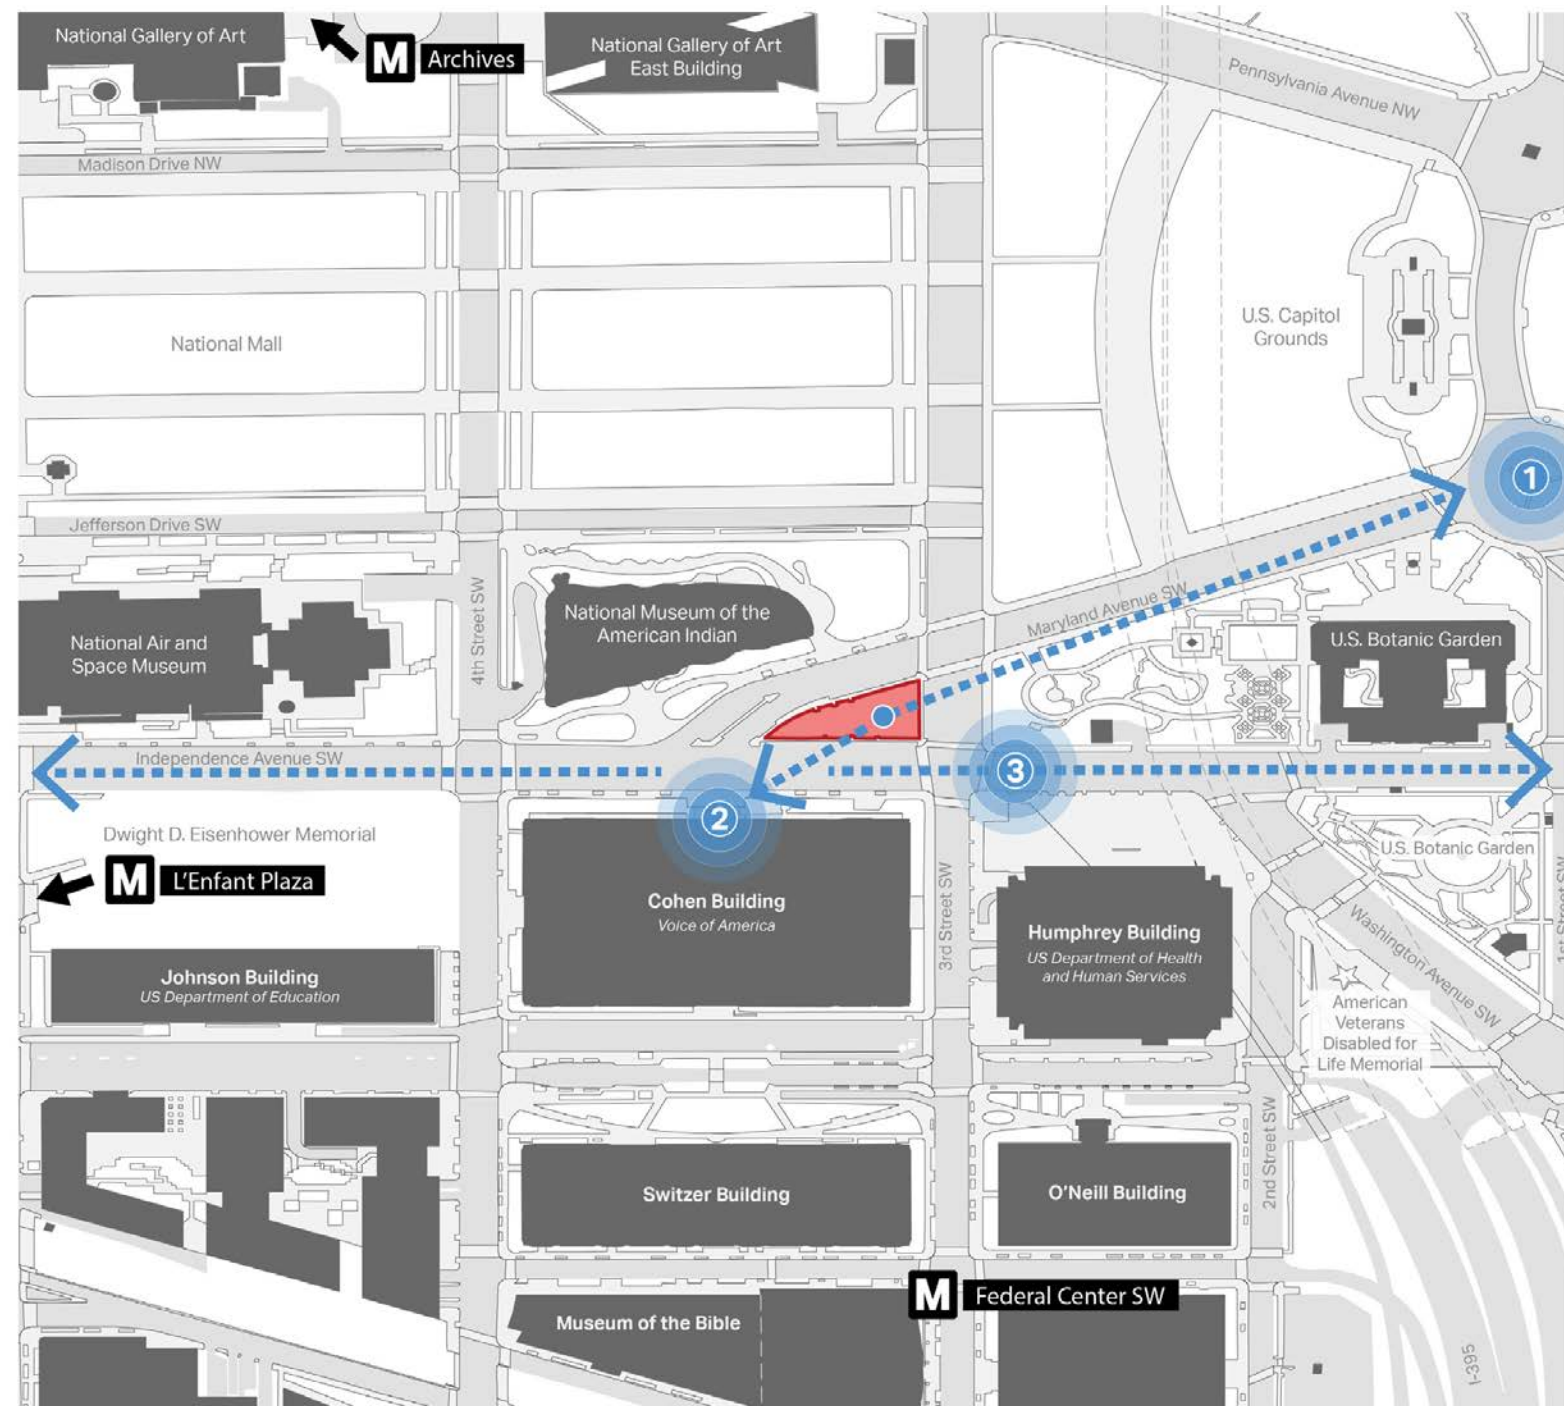 National Gallery of Art
M Archives
National Gallery of Art
East Building
Pennsylvania Avenue NW
Madison Drive NW
National Mall
U.S. Capitol
Grounds
1
Jefferson Drive SW
4th Street SW
National Museum of the
American Indian
Maryland Avenue SW
National Air and
Space Museum
U.S. Botanic Garden
Independence Avenue SW
3
2
Dwight D. Eisenhower Memorial
M L'Enfant Plaza
U.S. Botanic Garden
1st Street SW
Cohen Building
Voice of America
3rd Street SW
Humphrey Building
US Department of Health
and Human Services
Washington Avenue SW
Johnson Building
US Department of Education
American
Veterans
Disabled for
Life Memorial
2nd Street SW
Switzer Building
O'Neill Building
M Federal Center SW
Museum of the Bible
I-395